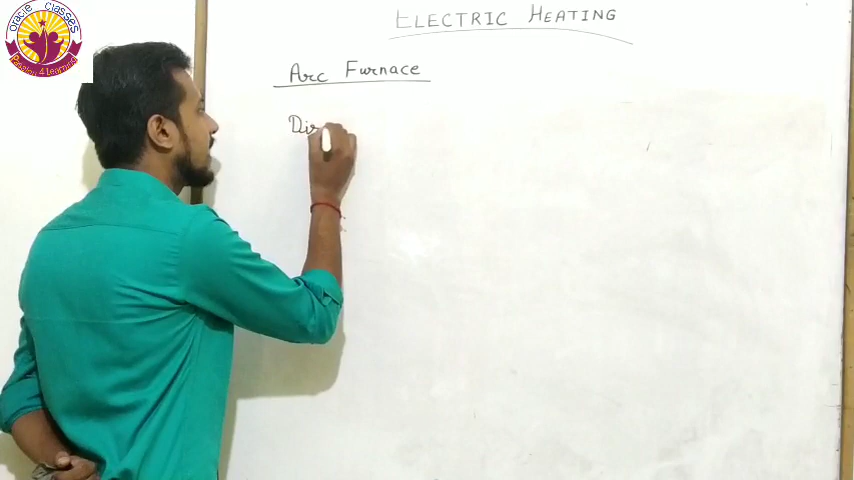 oracle classes
Passion 4 Learning
ELECTRIC HEATING
Arc Furnace
Dir